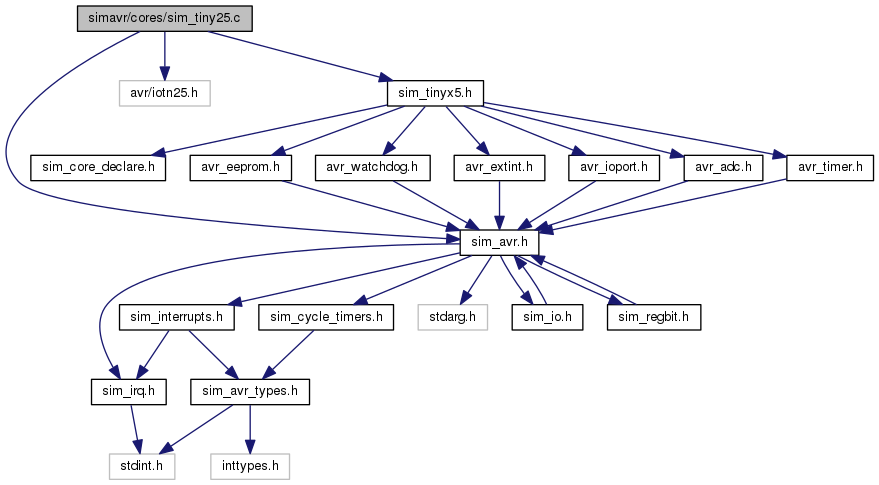 simavr/cores/sim_tiny25.c
avr/iotn25.h
sim_tinyx5.h
sim_core_declare.h
avr_eeprom.h
avr_watchdog.h
avr_extint.h
avr_ioport.h
avr_adc.h
avr_timer.h
sim_avr.h
sim_interrupts.h
sim_cycle_timers.h
stdarg.h
sim_io.h
sim_regbit.h
sim_irq.h
sim_avr_types.h
stdint.h
inttypes.h